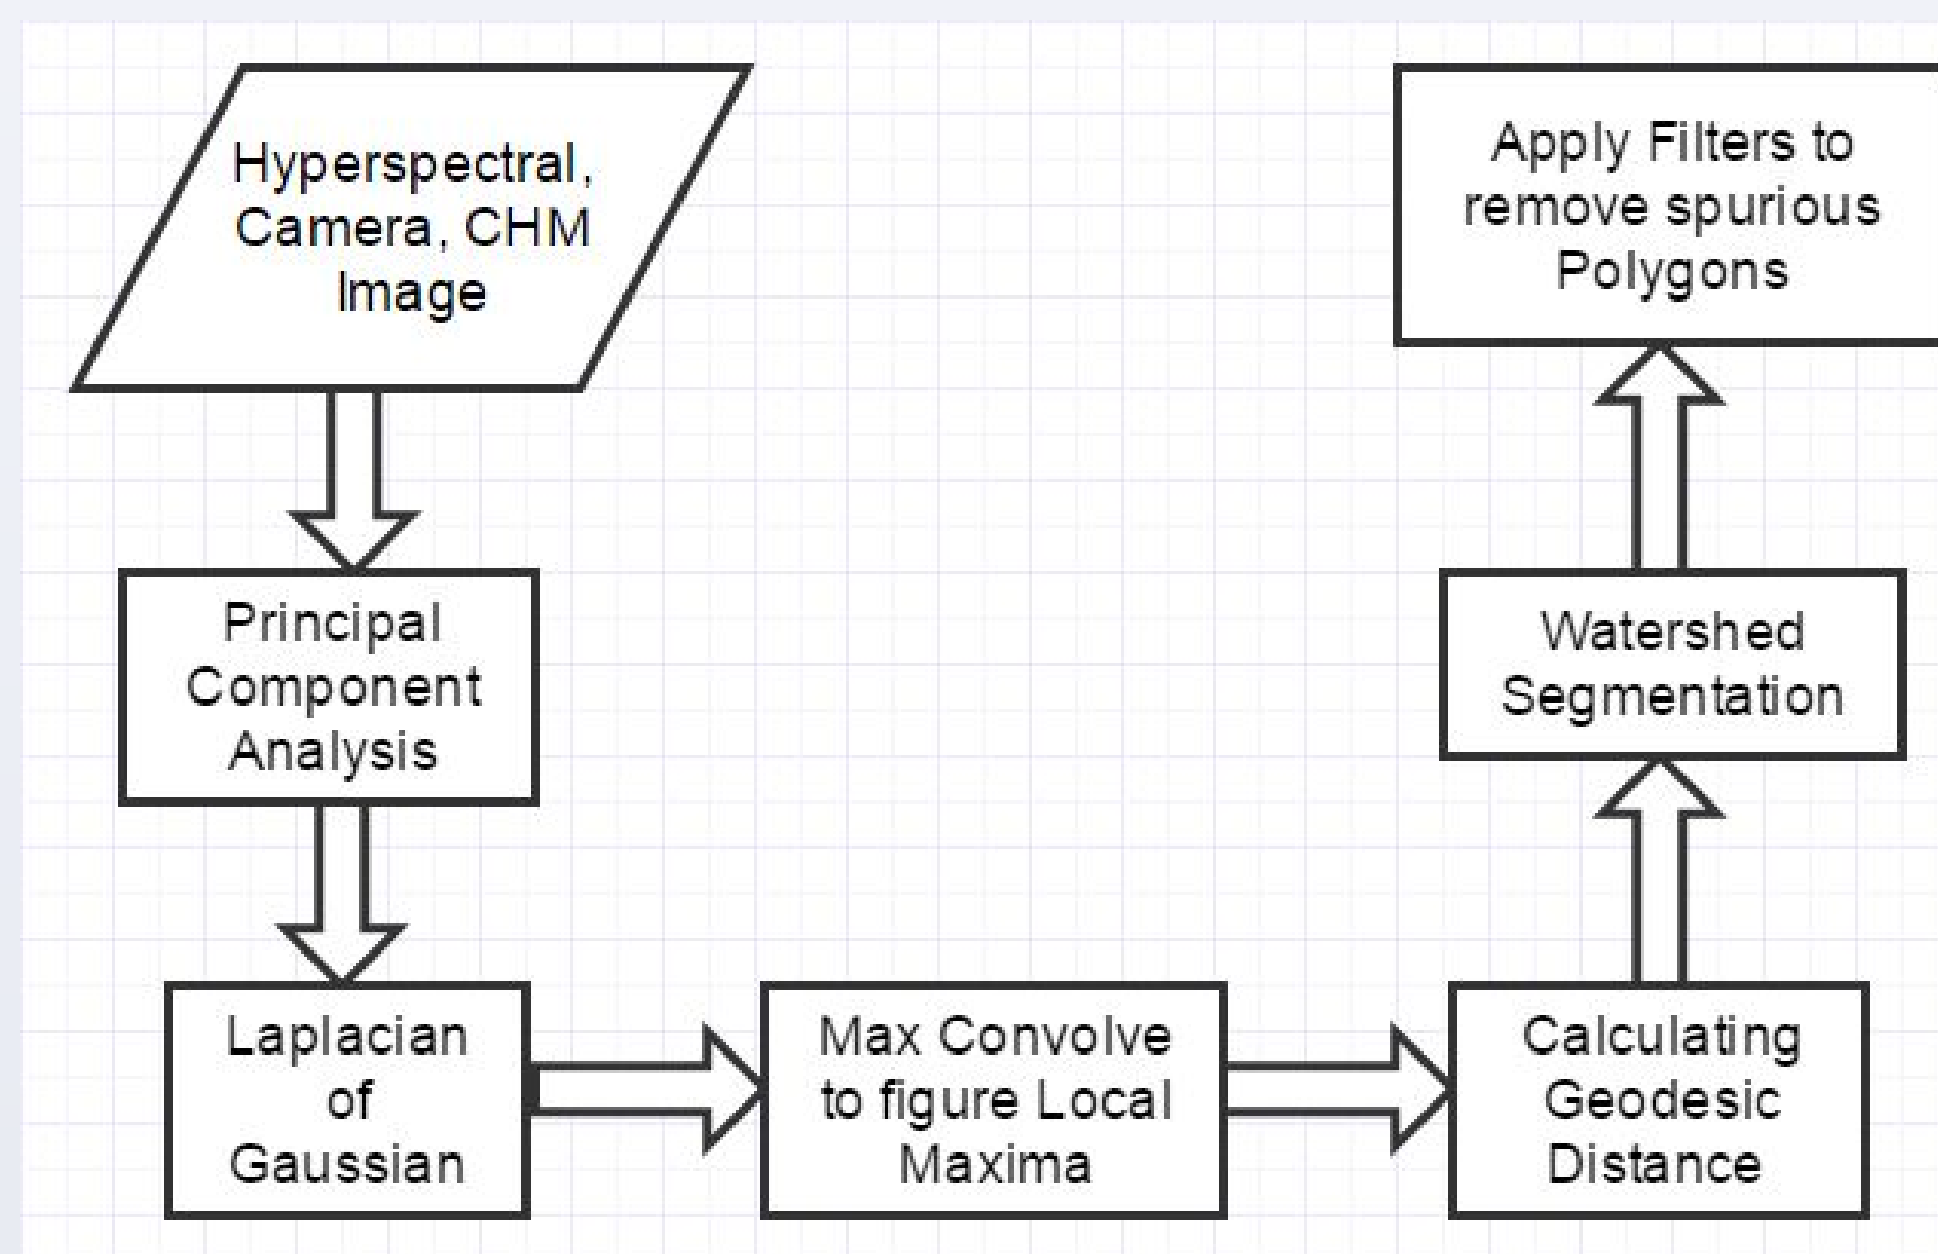 Hyperspectral,
Camera, CHM
Image
Principal
Component
Analysis
Laplacian
of
Gaussian
Max Convolve
to figure Local
Maxima
Calculating
Geodesic
Distance
Watershed
Segmentation
Apply Filters to
remove spurious
Polygons